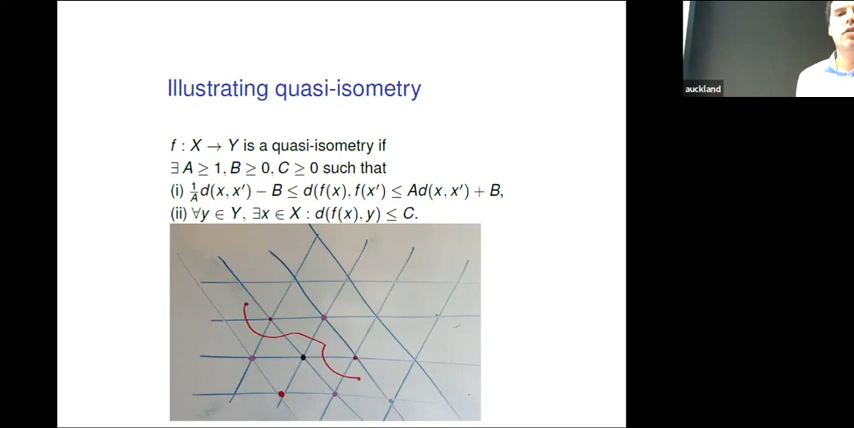 Illustrating quasi-isometry
f : X → Y is a quasi-isometry if
∃ A ≥ 1, B ≥ 0, C ≥ 0 such that
(i) 1/A d(x, x′) − B ≤ d(f(x), f(x′) ≤ Ad(x, x′) + B,
(ii) ∀y ∈ Y, ∃x ∈ X : d(f(x), y) ≤ C.
auckland